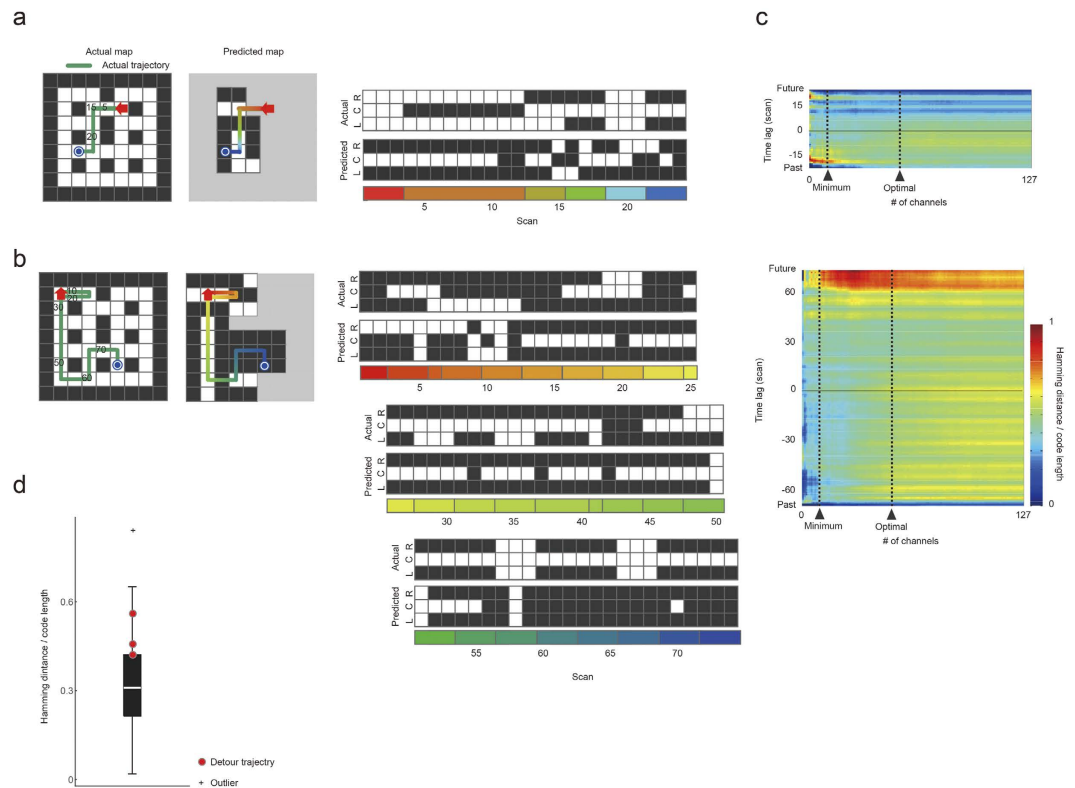 a
Actual map
Predicted map
Actual trajectory
15 5
20
Actual
L C R
Predicted
L C R
5 10 15 20
Scan
b
10
20
30
50
60
70
Actual
L C R
Predicted
L C R
5 10 15 20 25
Actual
L C R
Predicted
L C R
30 35 40 45 50
Actual
L C R
Predicted
L C R
55 60 65 70
Scan
c
Future
15
0
-15
Past
Time lag (scan)
0 127
Minimum Optimal
# of channels
Future
60
30
0
-30
-60
Past
Time lag (scan)
0 127
Minimum Optimal
# of channels
1
0
Hamming distance / code length
d
0.6
0.3
0
Hamming dintance / code length
Detour trajectry
+ Outlier